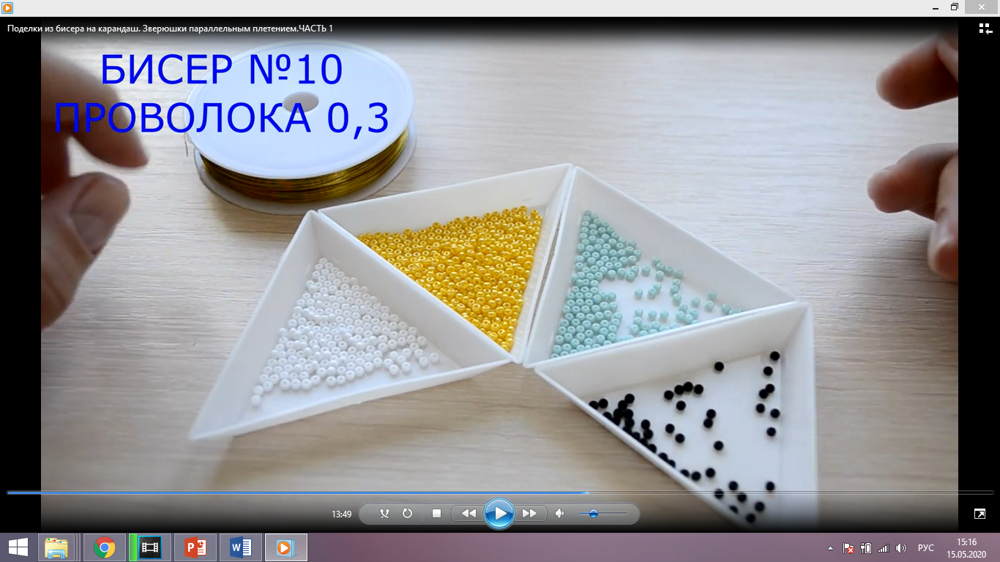 Поделки из бисера на карандаш. Зверюшки параллельным плетением.ЧАСТЬ 1
БИСЕР №10
ПРОВОЛОКА 0,3
13:49
РУС
15:16
15.05.2020